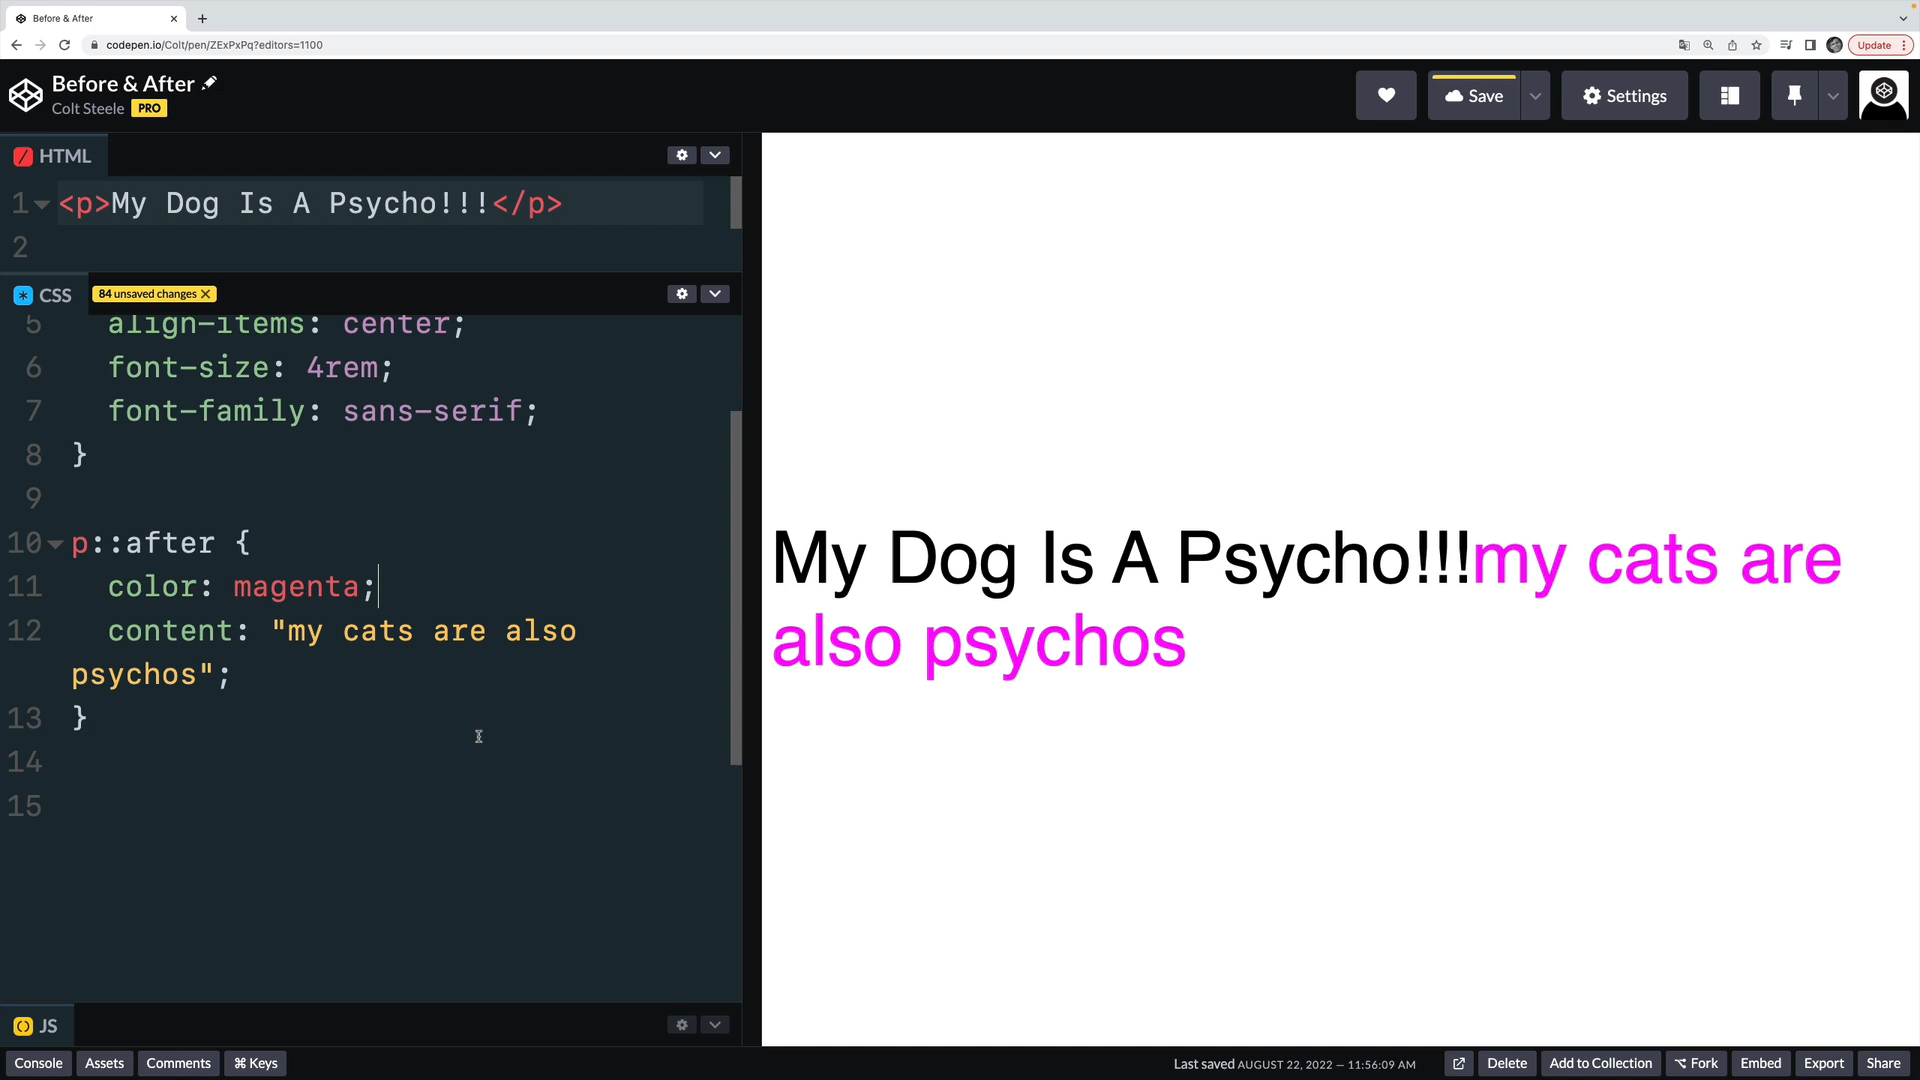 Before & After
codepen.io/Colt/pen/ZExPxPq?editors=1100
Update
Before & After
Colt Steele PRO
Save
Settings
HTML
1 <p>My Dog Is A Psycho!!!</p>
2
CSS
84 unsaved changes
5 align-items: center;
6 font-size: 4rem;
7 font-family: sans-serif;
8 }
9
10 p::after {
11 color: magenta;
12 content: "my cats are also
psychos";
13 }
14
15
My Dog Is A Psycho!!!my cats are
also psychos
JS
Console Assets Comments ⌘ Keys
Last saved AUGUST 22, 2022 — 11:56:09 AM
Delete Add to Collection ⌥ Fork Embed Export Share